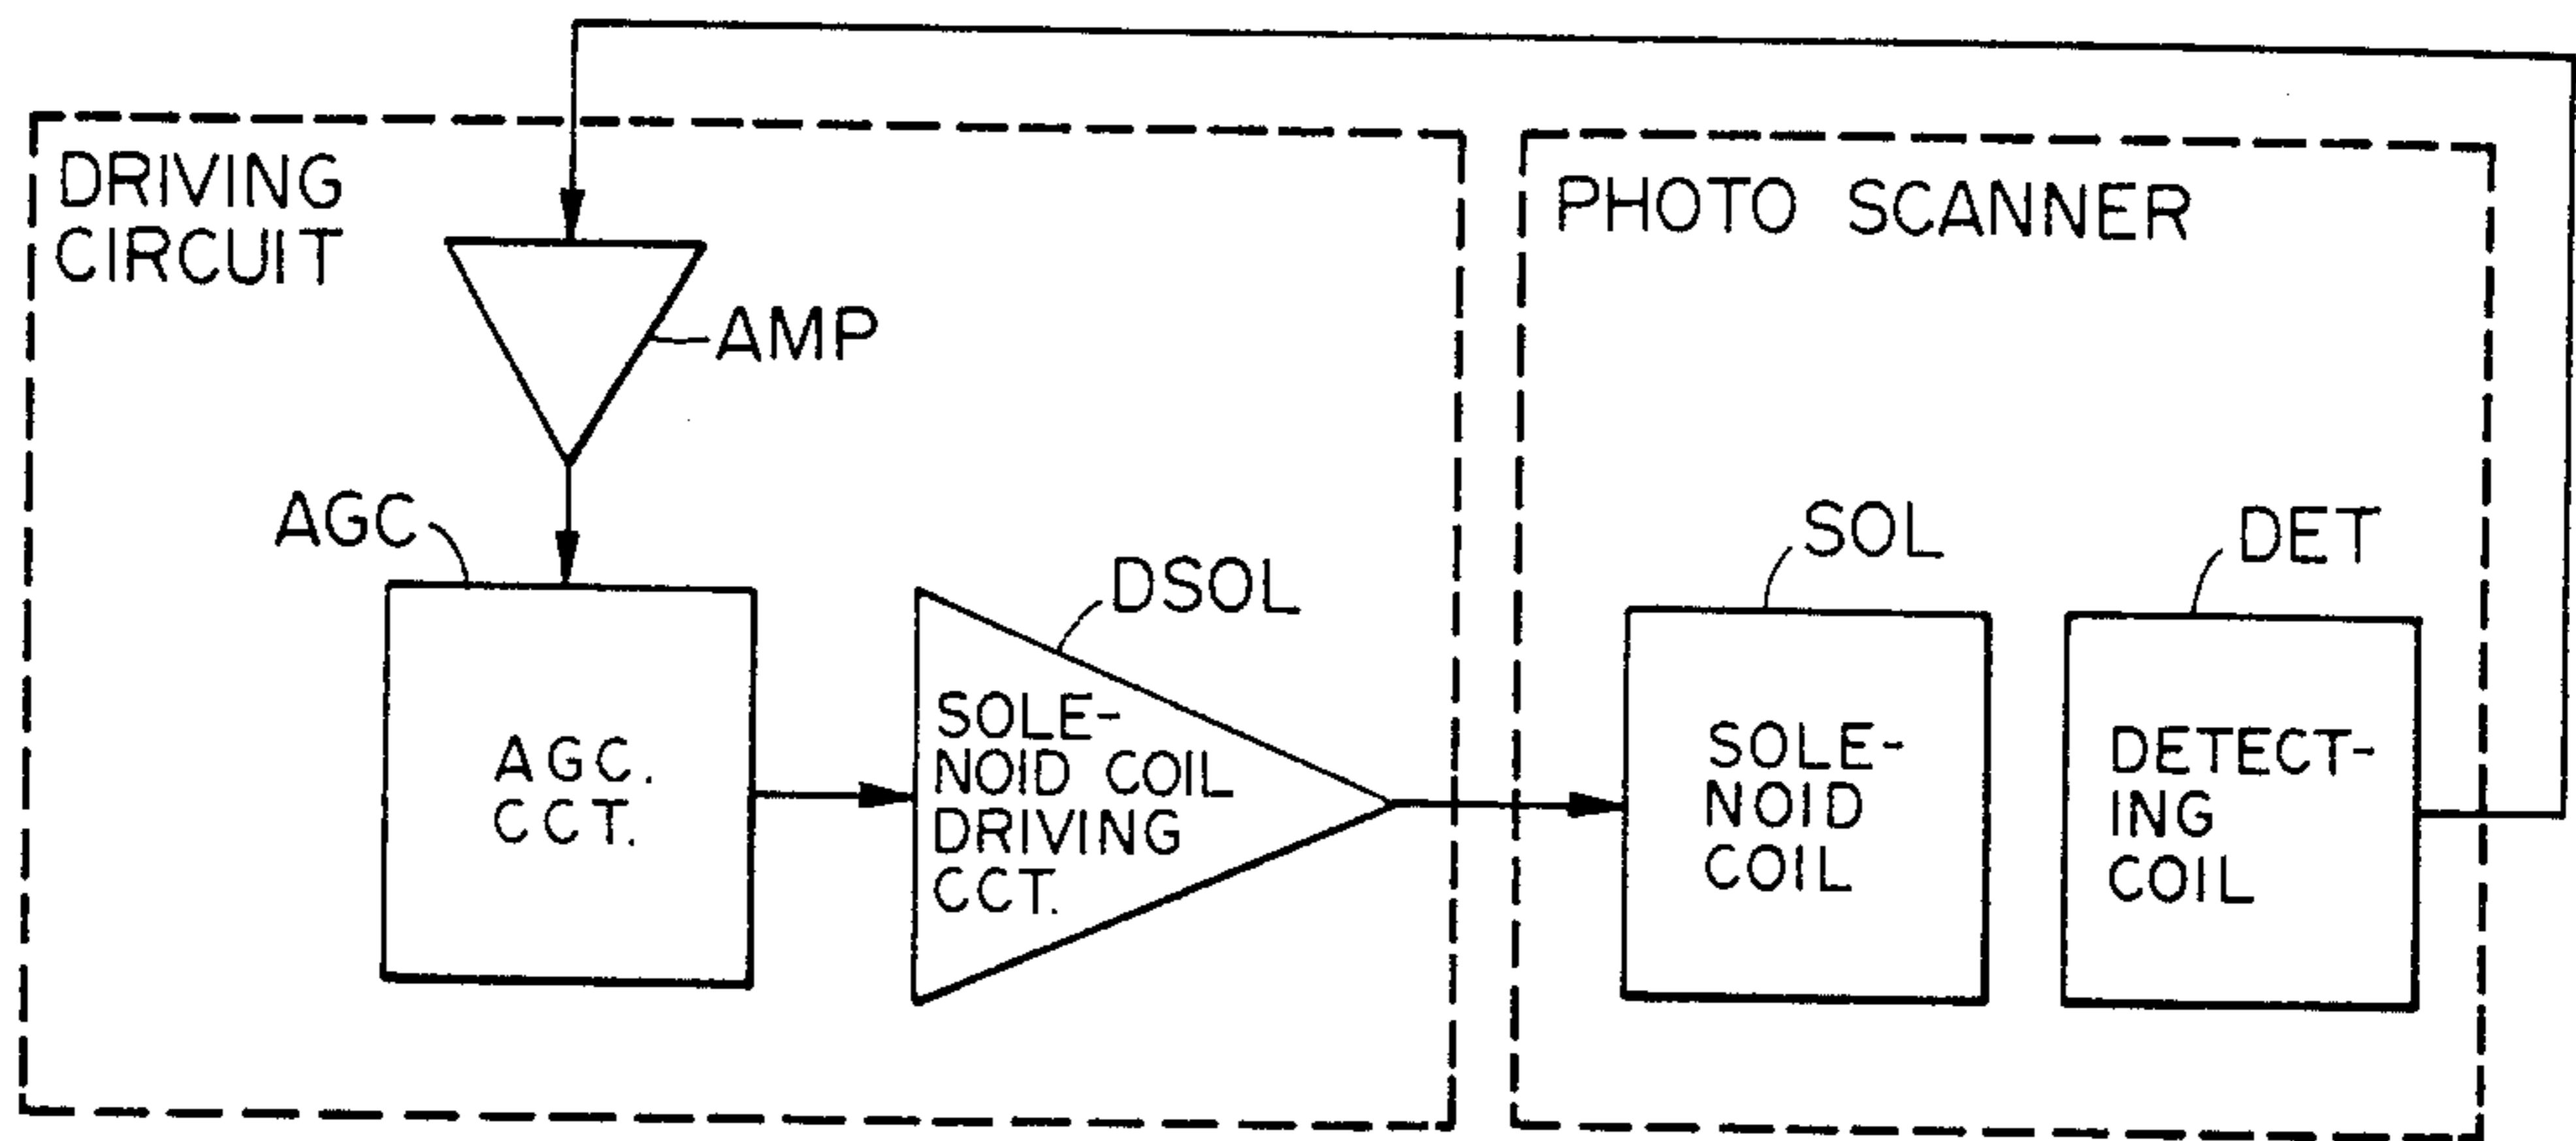 DRIVING
CIRCUIT
PHOTO SCANNER
AMP
AGC
DSOL
SOL
DET
AGC.
CCT.
SOLE-
NOID COIL
DRIVING
CCT.
SOLE-
NOID
COIL
DETECT-
ING
COIL